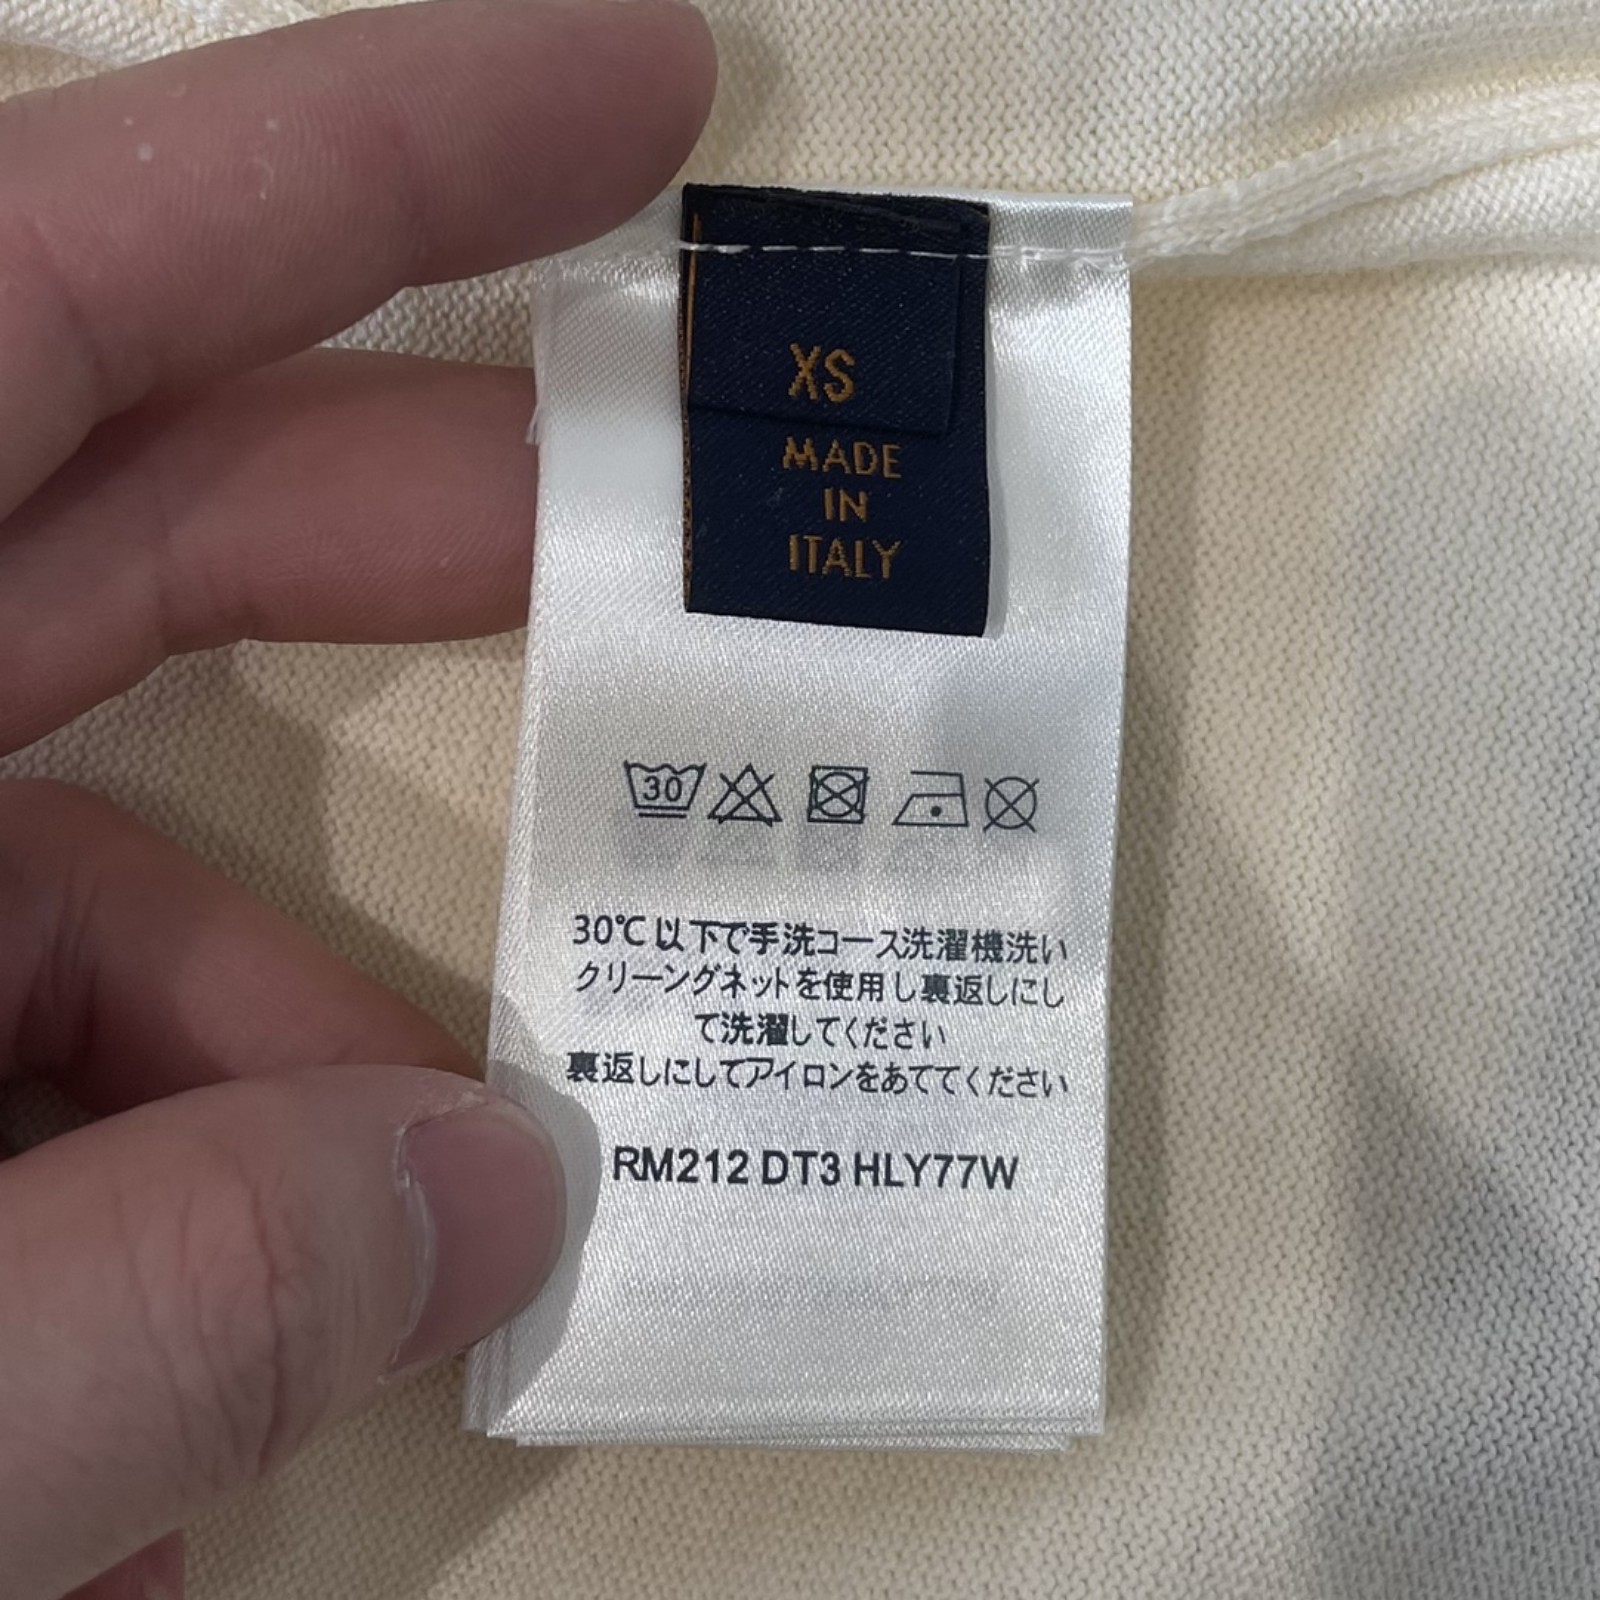 XS
MADE
IN
ITALY
30
30℃以下で手洗コース洗濯機洗い
クリーングネットを使用し裏返しにし
て洗濯してください
裏返しにしてアイロンをあててください
RM212 DT3 HLY77W